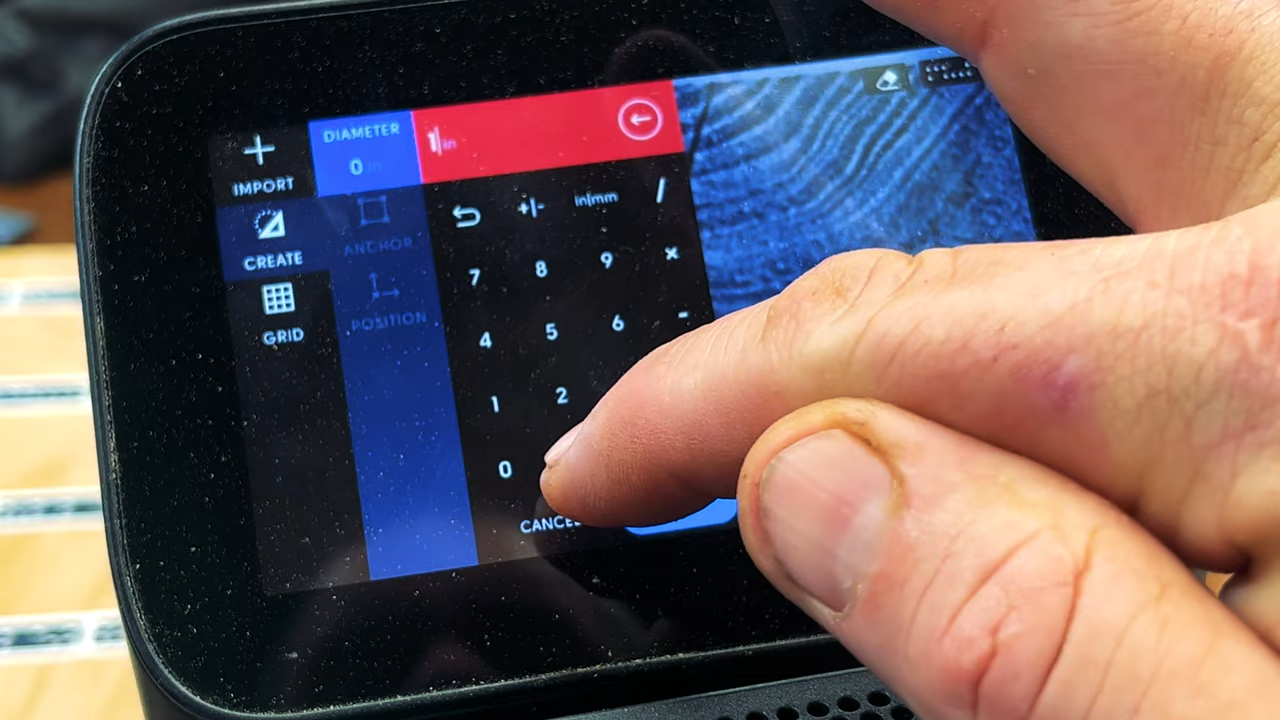 IMPORT
DIAMETER
0 in
1 in
CREATE
ANCHOR
+/- in/mm /
7 8 9 ×
GRID
POSITION
4 5 6 -
1 2
0
CANCEL